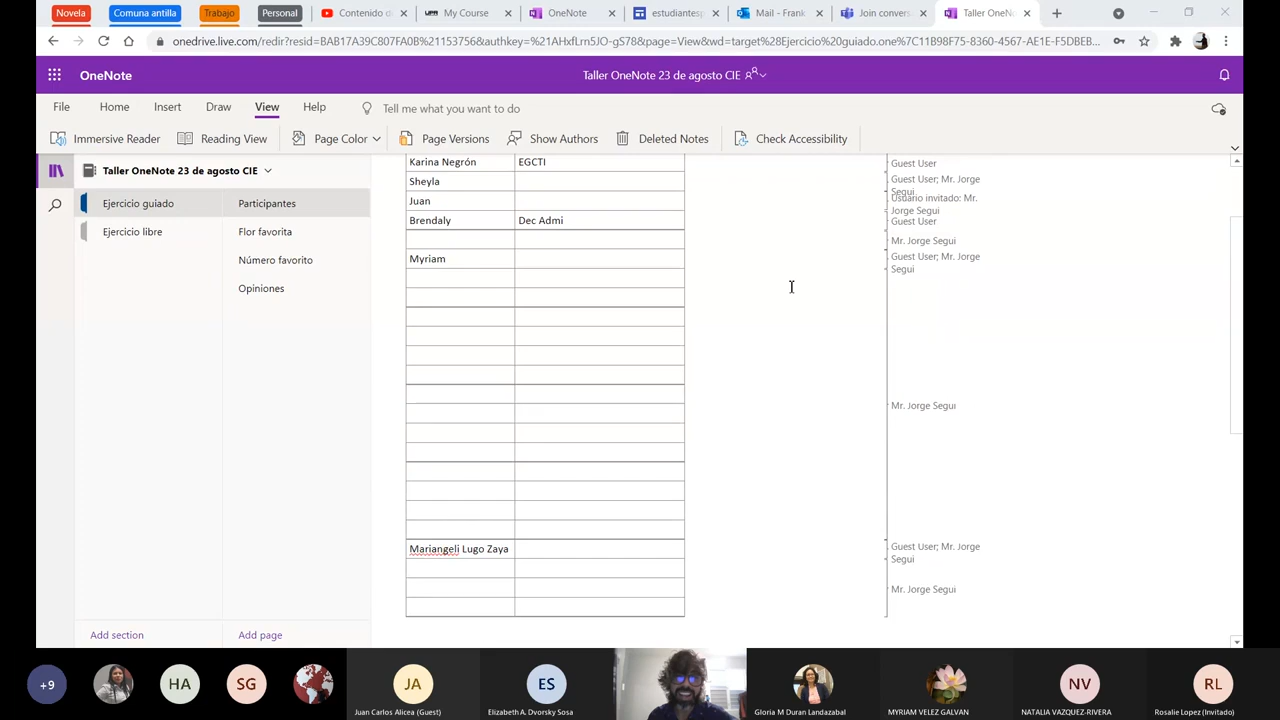 Novela
Comuna antilla
Trabajo
Personal
Contenido d
My Course
OneNote
estudiantes
Mail - Frank
Join conver
Taller OneNo
onedrive.live.com/redir?resid=BAB17A39C807FA0B%21153756&authkey=%21AHxfLrn5JO-gS78&page=View&wd=target%28Ejercicio%20guiado.one%7C11B98F75-8360-4567-AE1E-F5DBEB...
OneNote
Taller OneNote 23 de agosto CIE
File
Home
Insert
Draw
View
Help
Tell me what you want to do
Immersive Reader
Reading View
Page Color
Page Versions
Show Authors
Deleted Notes
Check Accessibility
Taller OneNote 23 de agosto CIE
Ejercicio guiado
Ejercicio libre
Add section
Participantes
Flor favorita
Número favorito
Opiniones
Add page
Karina Negrón EGCTI
Sheyla
Juan
Brendaly Dec Admi
Myriam
Mariangeli Lugo Zaya
Guest User
Guest User; Mr. Jorge
Segui
Usuario invitado: Mr.
Jorge Segui
Guest User
Mr. Jorge Segui
Guest User; Mr. Jorge
Segui
Mr. Jorge Segui
Guest User; Mr. Jorge
Segui
Mr. Jorge Segui
+9
HA
SG
JA
Juan Carlos Alicea (Guest)
ES
Elizabeth A. Dvorsky Sosa
Gloria M Duran Landazabal
MYRIAM VELEZ GALVAN
NV
NATALIA VAZQUEZ-RIVERA
RL
Rosalie Lopez (Invitado)